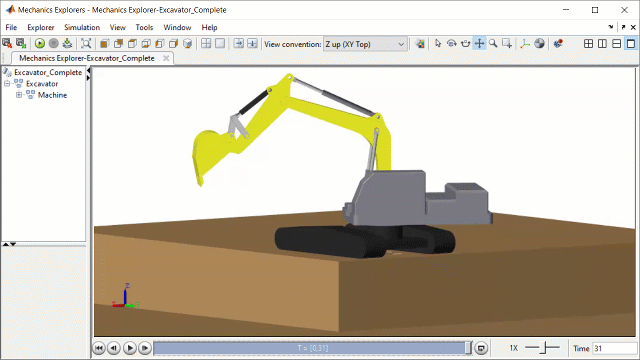 Mechanics Explorers - Mechanics Explorer-Excavator_Complete
File Explorer Simulation View Tools Window Help
View convention: Z up (XY Top)
Mechanics Explorer-Excavator_Complete
Excavator_Complete
Excavator
Machine
Z
T = [0,31]
1X
Time 31